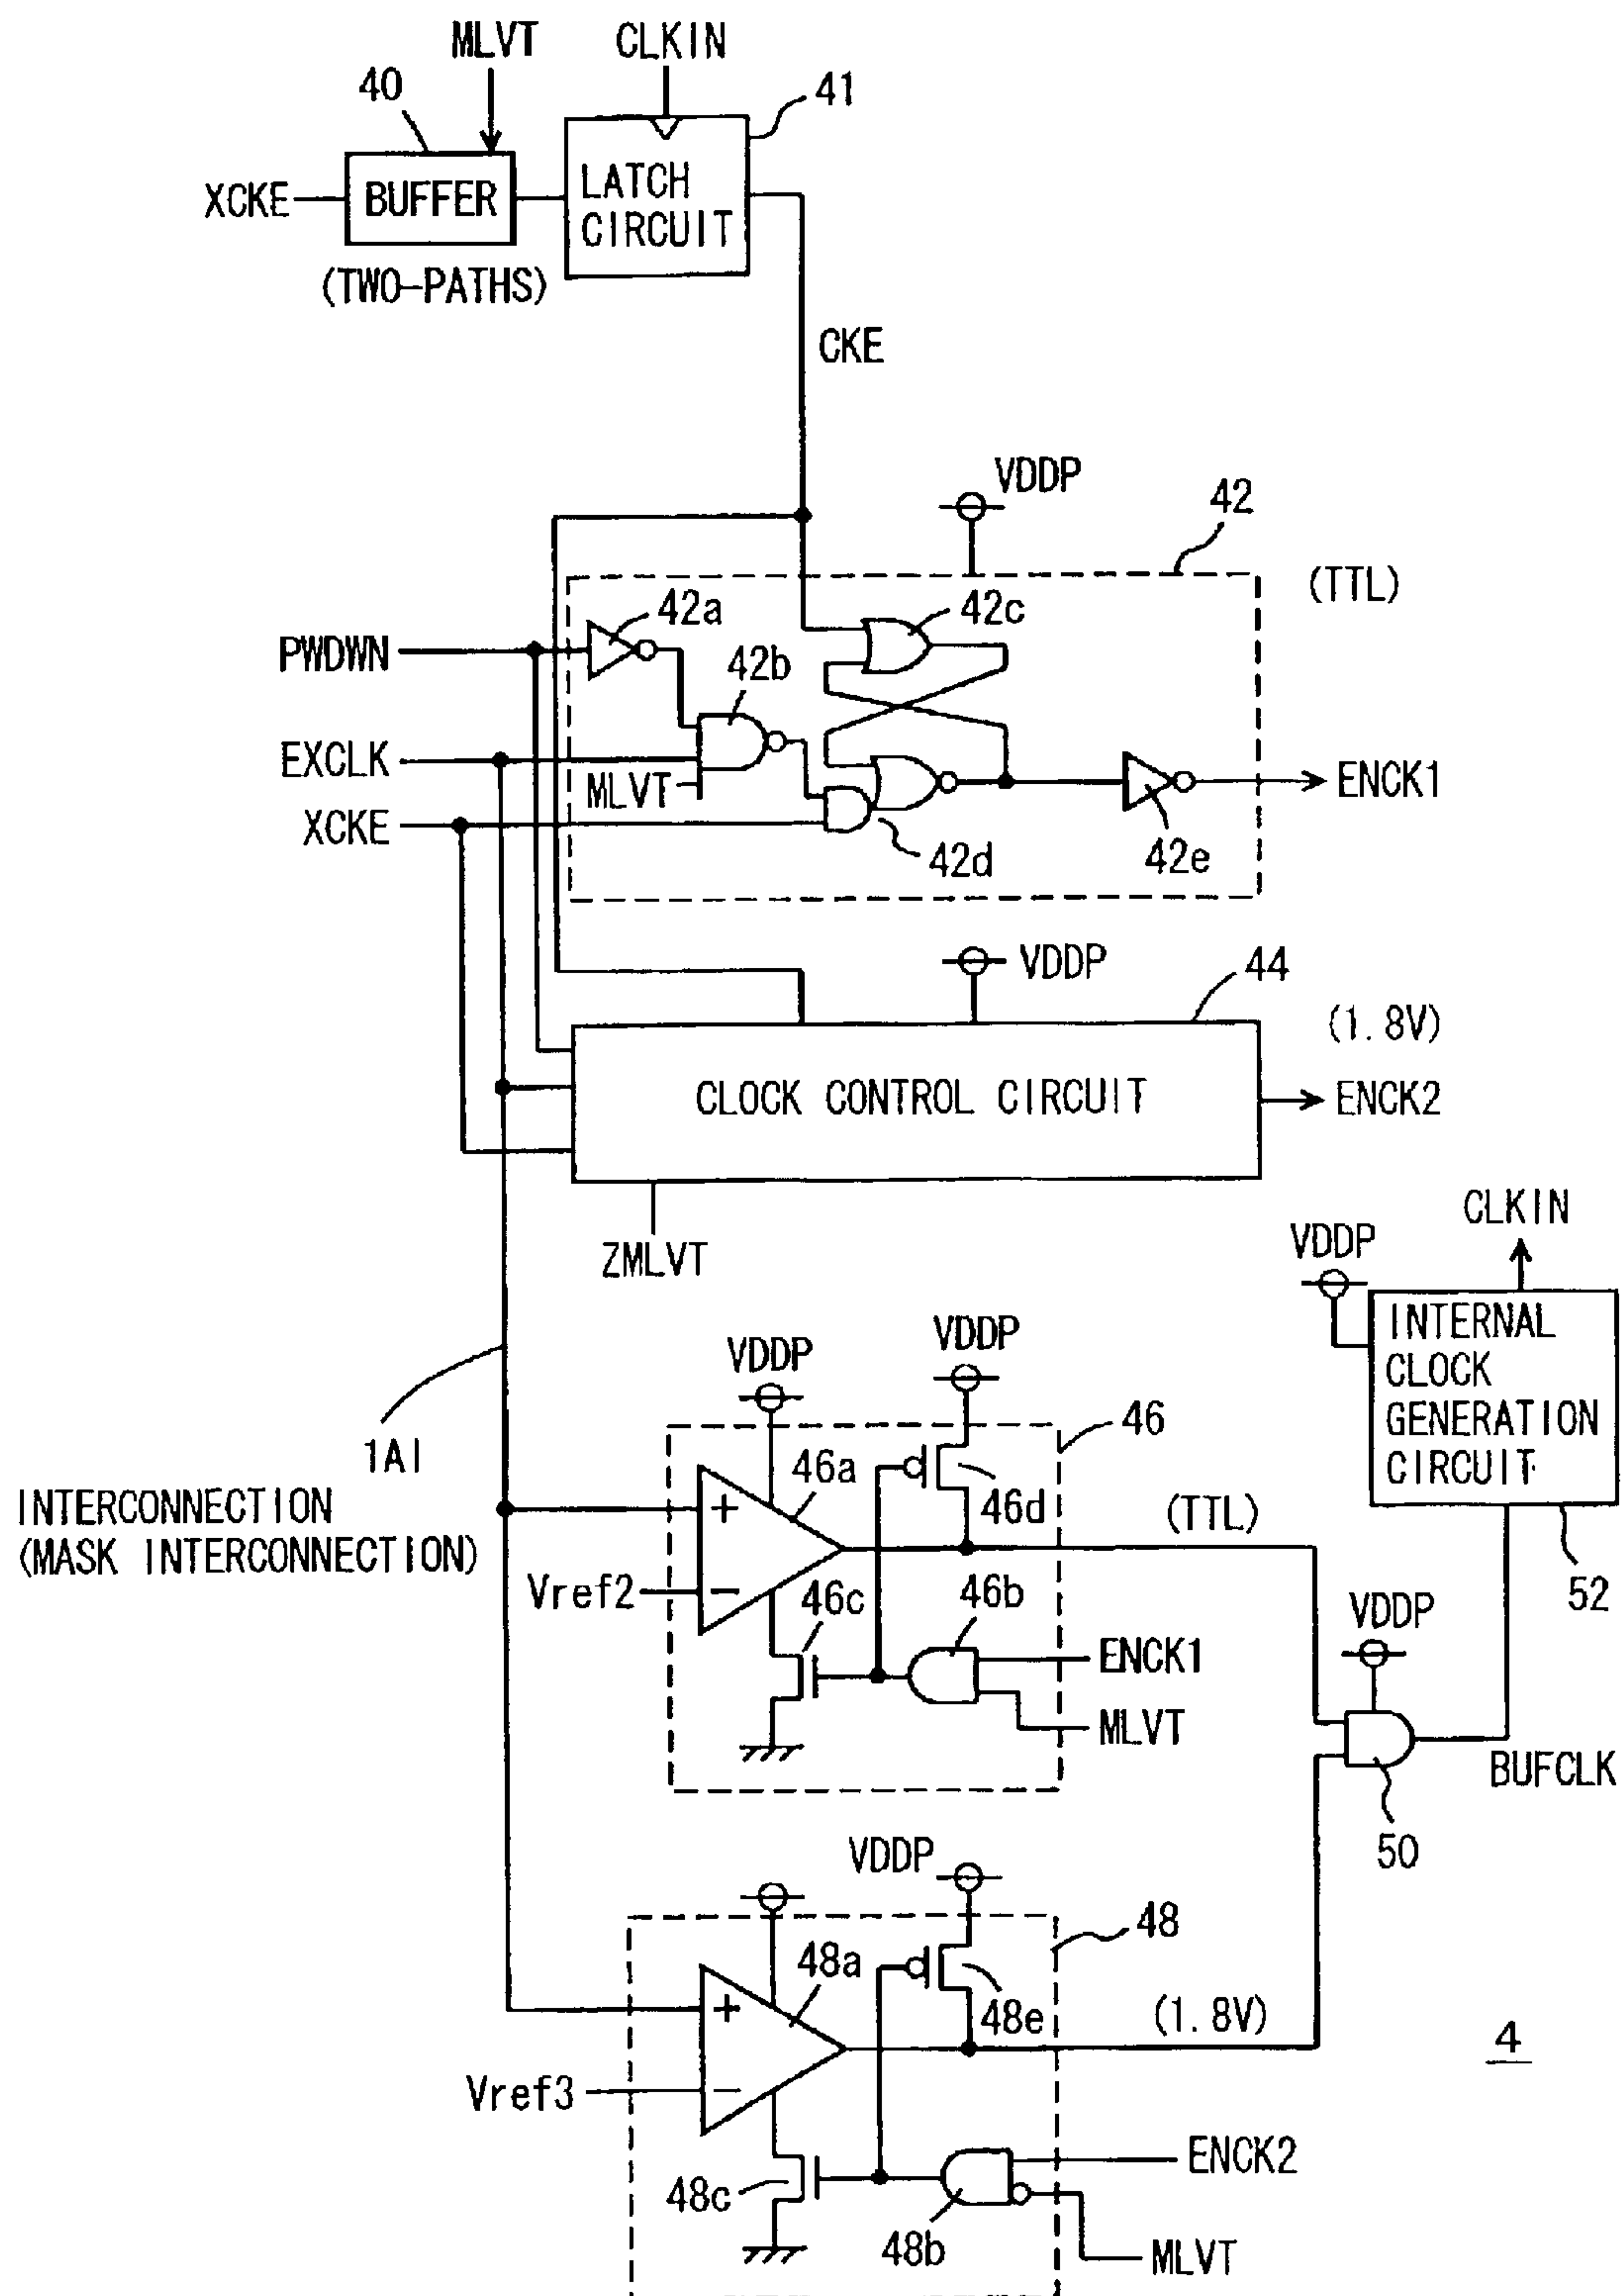 MLVT
CLKIN
40
41
XCKE
BUFFER
LATCH
CIRCUIT
(TWO-PATHS)
CKE
VDDP
42
(TTL)
42a
42c
PWDWN
42b
EXCLK
MLVT
ENCK1
XCKE
42d
42e
VDDP
44
(1.8V)
CLOCK CONTROL CIRCUIT
ENCK2
ZMLVT
CLKIN
VDDP
INTERNAL
CLOCK
GENERATION
CIRCUIT
VDDP
VDDP
1AI
46
46a
46d
INTERCONNECTION
(MASK INTERCONNECTION)
(TTL)
Vref2
46c
46b
52
VDDP
ENCK1
MLVT
BUFCLK
50
VDDP
48
48a
48e
(1.8V)
4
Vref3
ENCK2
48c
48b
MLVT